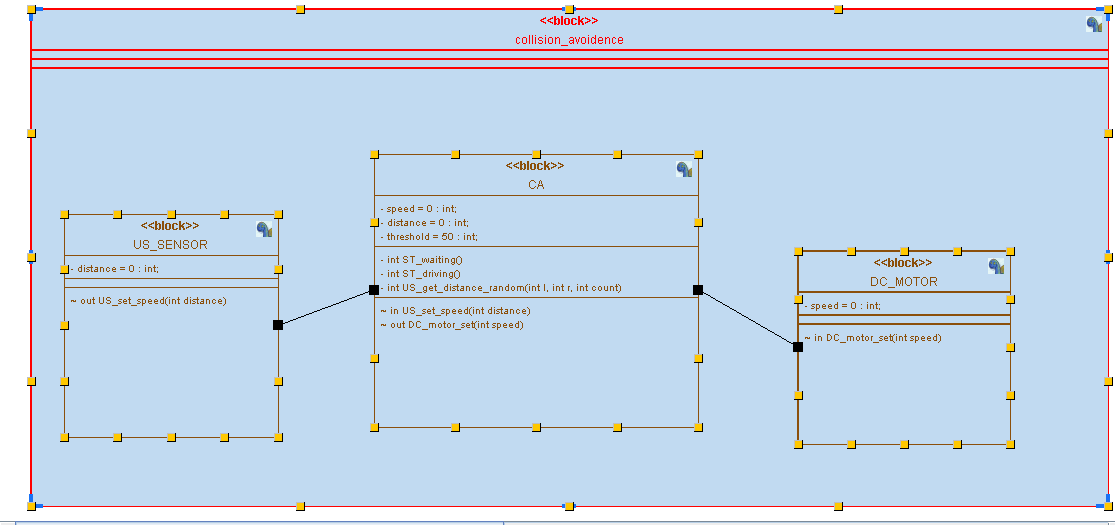 <<block>>
collision_avoidence
<<block>>
US_SENSOR
- distance = 0 : int;
~ out US_set_speed(int distance)
<<block>>
CA
- speed = 0 : int;
- distance = 0 : int;
- threshold = 50 : int;
- int ST_waiting()
- int ST_driving()
- int US_get_distance_random(int l, int r, int count)
~ in US_set_speed(int distance)
~ out DC_motor_set(int speed)
<<block>>
DC_MOTOR
- speed = 0 : int;
~ in DC_motor_set(int speed)